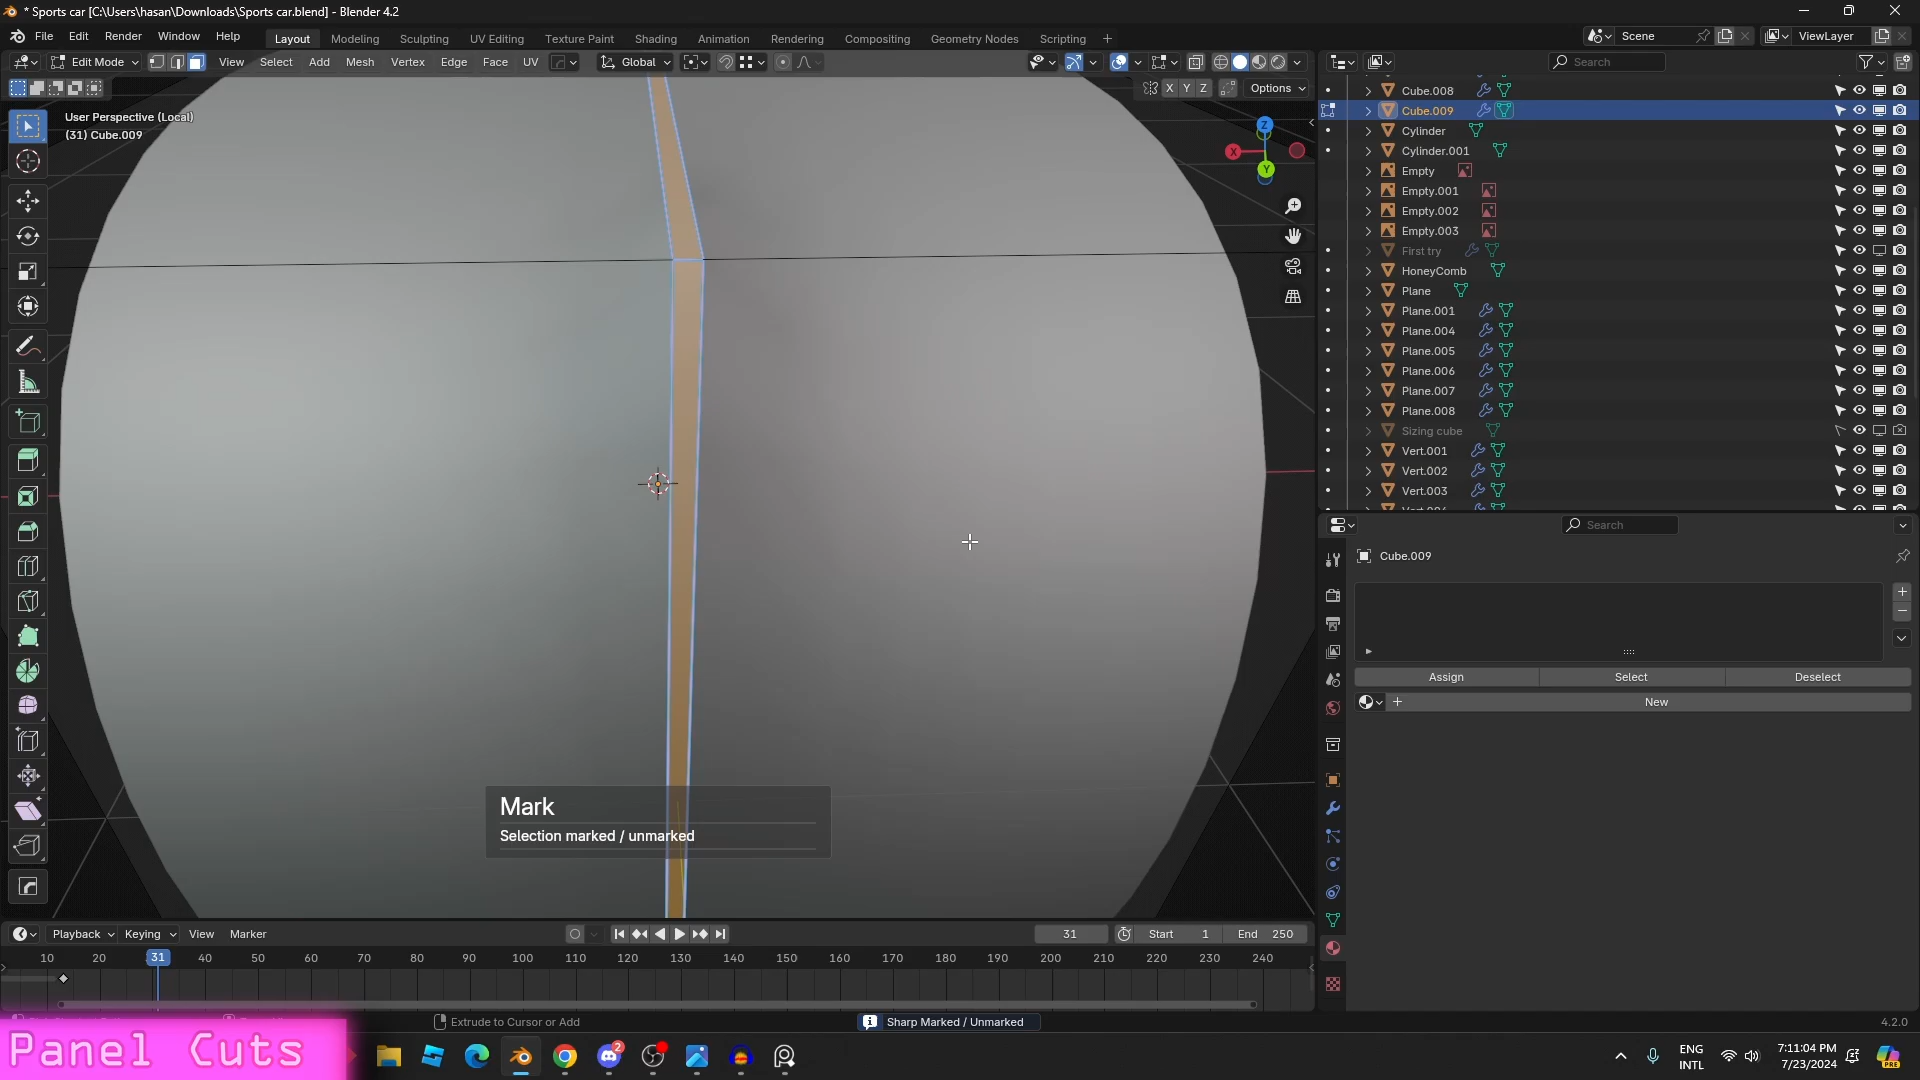 * Sports car [C:\Users\hasan\Downloads\Sports car.blend] - Blender 4.2
File Edit Render Window Help
Layout Modeling Sculpting UV Editing Texture Paint Shading Animation Rendering Compositing Geometry Nodes Scripting +
Scene
ViewLayer
Edit Mode
View Select Add Mesh Vertex Edge Face UV
Global
X Y Z
Options
User Perspective (Local)
(31) Cube.009
Z
X
Y
Mark
Selection marked / unmarked
Search
Cube.008
Cube.009
Cylinder
Cylinder.001
Empty
Empty.001
Empty.002
Empty.003
First try
HoneyComb
Plane
Plane.001
Plane.004
Plane.005
Plane.006
Plane.007
Plane.008
Sizing cube
Vert.001
Vert.002
Vert.003
Search
Cube.009
Assign Select Deselect
New
Playback Keying View Marker
31
Start 1
End 250
10 20 31 40 50 60 70 80 90 100 110 120 130 140 150 160 170 180 190 200 210 220 230 240
Extrude to Cursor or Add
Sharp Marked / Unmarked
4.2.0
Panel Cuts
2
ENG
INTL
7:11:04 PM
7/23/2024
PRE